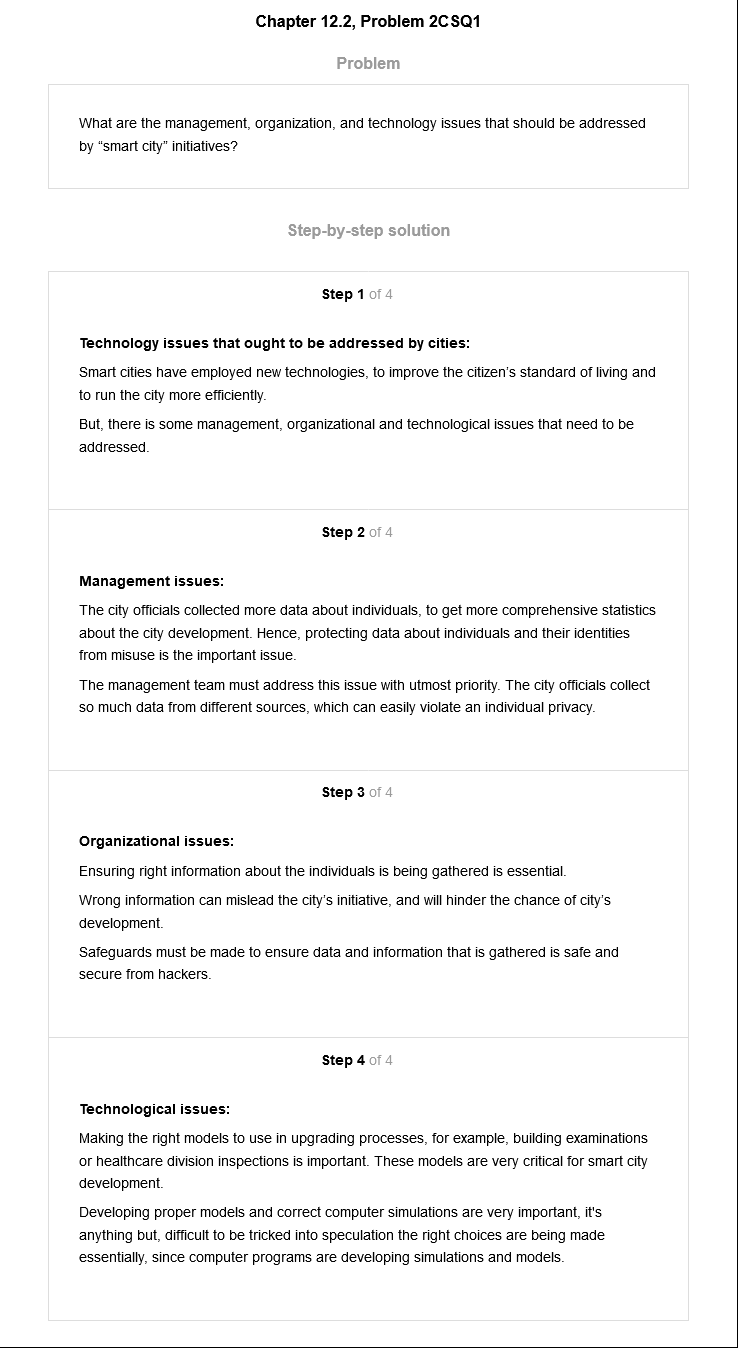 Chapter 12.2, Problem 2CSQ1
Problem
What are the management, organization, and technology issues that should be addressed
by “smart city” initiatives?
Step-by-step solution
Step 1 of 4
Technology issues that ought to be addressed by cities:
Smart cities have employed new technologies, to improve the citizen’s standard of living and
to run the city more efficiently.
But, there is some management, organizational and technological issues that need to be
addressed.
Step 2 of 4
Management issues:
The city officials collected more data about individuals, to get more comprehensive statistics
about the city development. Hence, protecting data about individuals and their identities
from misuse is the important issue.
The management team must address this issue with utmost priority. The city officials collect
so much data from different sources, which can easily violate an individual privacy.
Step 3 of 4
Organizational issues:
Ensuring right information about the individuals is being gathered is essential.
Wrong information can mislead the city’s initiative, and will hinder the chance of city’s
development.
Safeguards must be made to ensure data and information that is gathered is safe and
secure from hackers.
Step 4 of 4
Technological issues:
Making the right models to use in upgrading processes, for example, building examinations
or healthcare division inspections is important. These models are very critical for smart city
development.
Developing proper models and correct computer simulations are very important, it's
anything but, difficult to be tricked into speculation the right choices are being made
essentially, since computer programs are developing simulations and models.